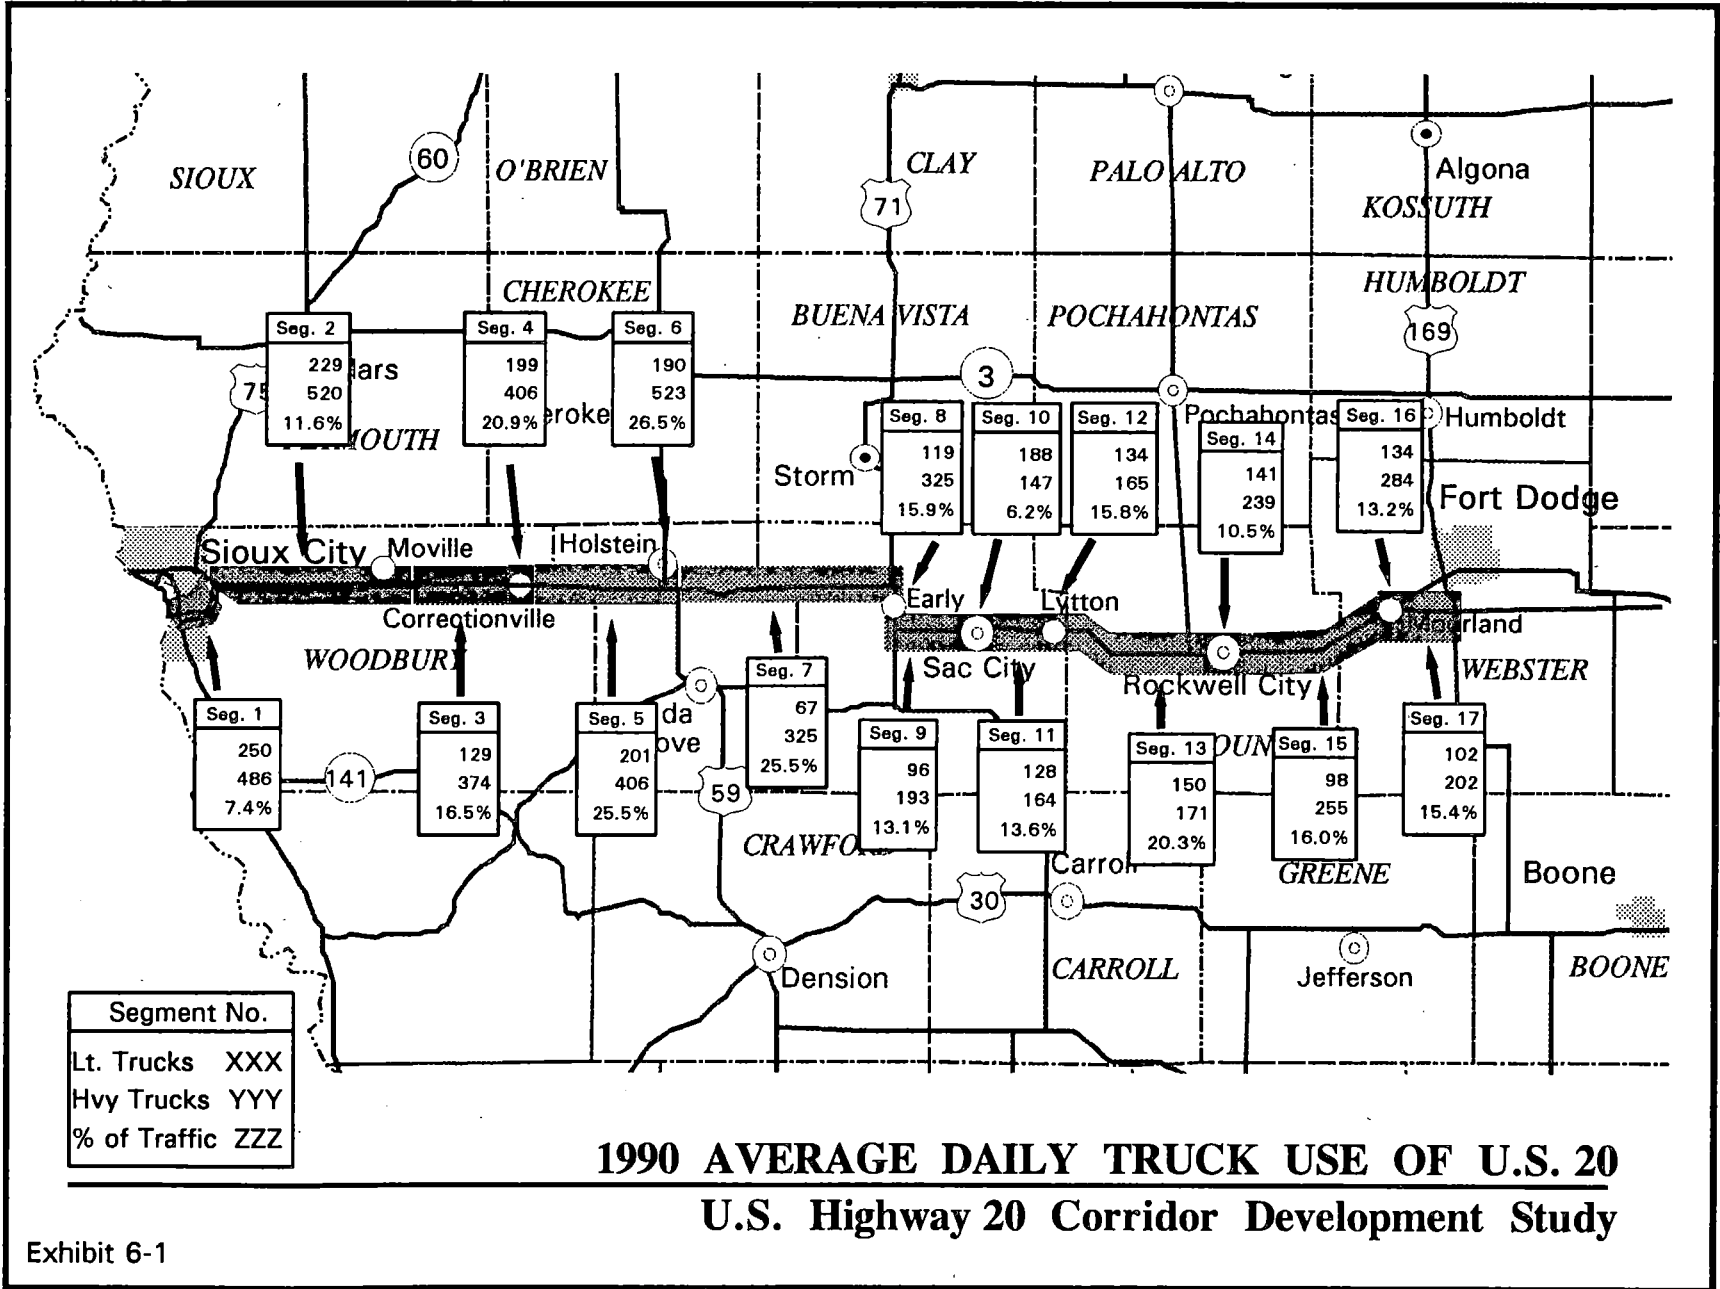 60
SIOUX
O'BRIEN
CLAY
PALO ALTO
Algona
KOSSUTH
71
CHEROKEE
HUMBOLDT
BUENA VISTA
POCHAHONTAS
169
Seg. 2
229
520
11.6%
Seg. 4
199
406
20.9%
Seg. 6
190
523
26.5%
75
3
Pochahontas
Humboldt
Storm
Seg. 8
119
325
15.9%
Seg. 10
188
147
6.2%
Seg. 12
134
165
15.8%
Seg. 14
141
239
10.5%
Seg. 16
134
284
13.2%
Fort Dodge
Sioux City
Moville
Holstein
Correctionville
Early
Lytton
Moorland
WOODBURY
Sac City
Rockwell City
WEBSTER
Seg. 1
250
486
7.4%
141
Seg. 3
129
374
16.5%
Seg. 5
201
406
25.5%
59
Seg. 7
67
325
25.5%
Seg. 9
96
193
13.1%
Seg. 11
128
164
13.6%
Seg. 13
150
171
20.3%
Seg. 15
98
255
16.0%
Seg. 17
102
202
15.4%
Carroll
GREENE
Boone
30
Dension
CARROLL
Jefferson
BOONE
Segment No.
Lt. Trucks XXX
Hvy Trucks YYY
% of Traffic ZZZ
1990 AVERAGE DAILY TRUCK USE OF U.S. 20
U.S. Highway 20 Corridor Development Study
Exhibit 6-1